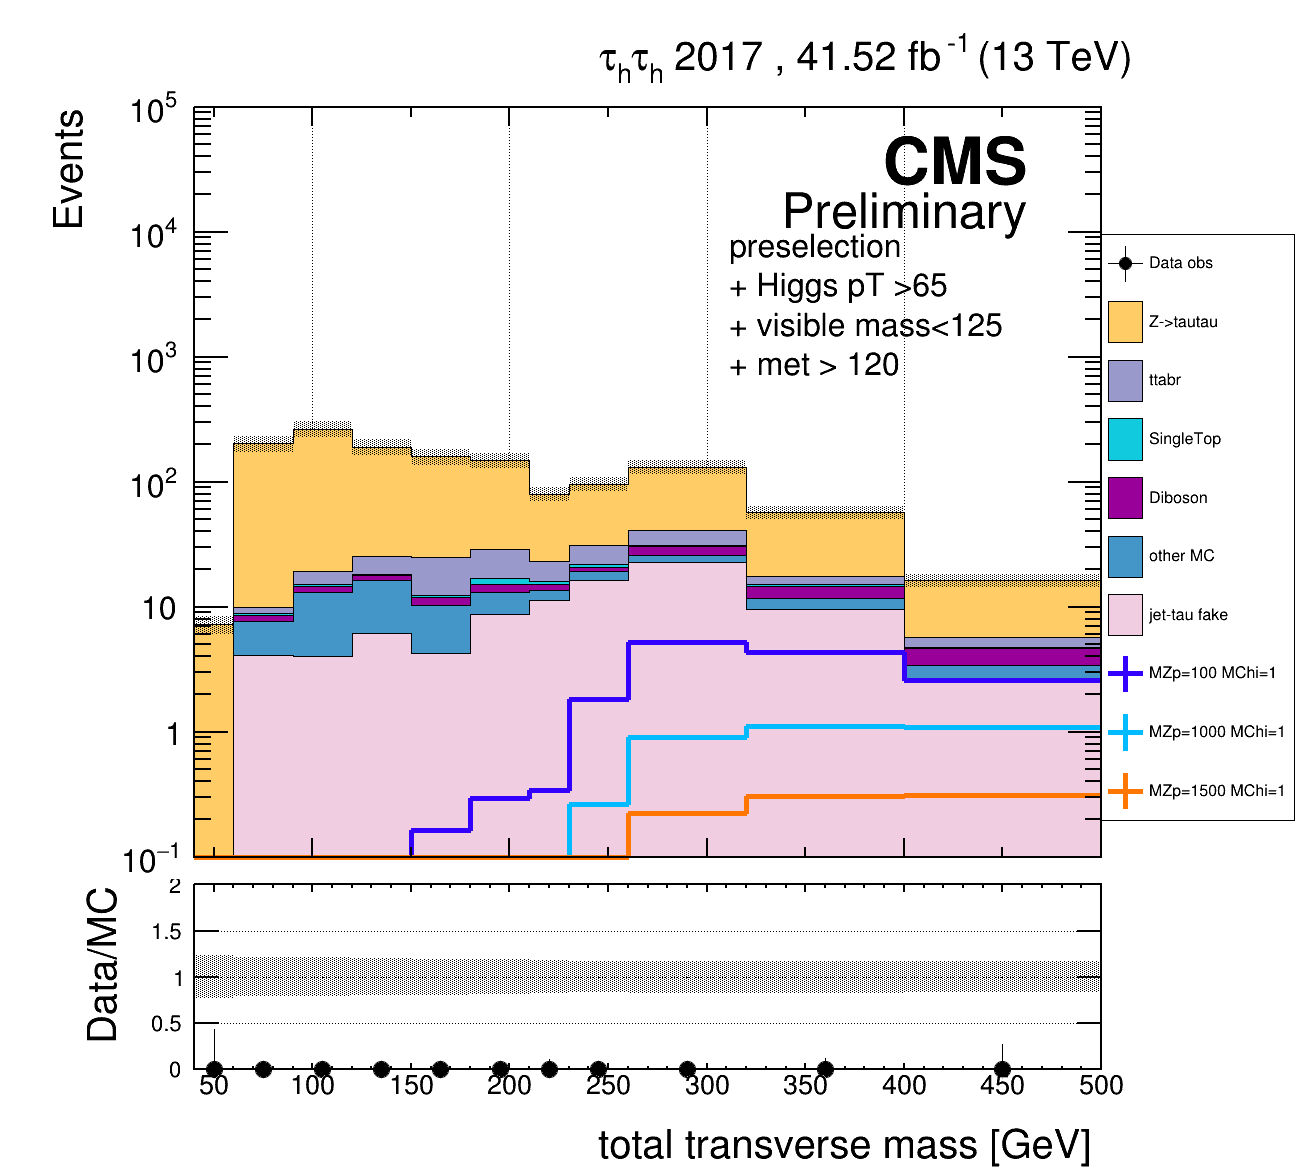 τhτh 2017 , 41.52 fb-1 (13 TeV)
Events
10^5
10^4
10^3
10^2
10
1
10^−1
CMS
Preliminary
preselection
+ Higgs pT >65
+ visible mass<125
+ met > 120
Data obs
Z->tautau
ttabr
SingleTop
Diboson
other MC
jet-tau fake
MZp=100 MChi=1
MZp=1000 MChi=1
MZp=1500 MChi=1
Data/MC
2
1.5
1
0.5
0
50 100 150 200 250 300 350 400 450 500
total transverse mass [GeV]